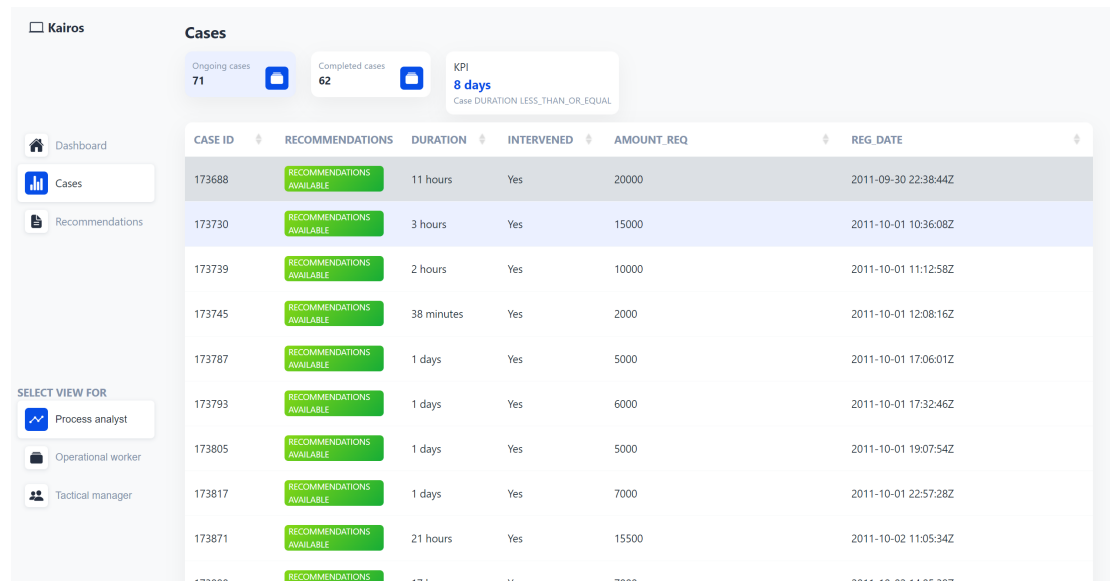 Kairos
Cases
Ongoing cases
71
Completed cases
62
KPI
8 days
Case DURATION LESS_THAN_OR_EQUAL
Dashboard
Cases
Recommendations
SELECT VIEW FOR
Process analyst
Operational worker
Tactical manager
CASE ID RECOMMENDATIONS DURATION INTERVENED AMOUNT_REQ REG_DATE
173688 RECOMMENDATIONS AVAILABLE 11 hours Yes 20000 2011-09-30 22:38:44Z
173730 RECOMMENDATIONS AVAILABLE 3 hours Yes 15000 2011-10-01 10:36:08Z
173739 RECOMMENDATIONS AVAILABLE 2 hours Yes 10000 2011-10-01 11:12:58Z
173745 RECOMMENDATIONS AVAILABLE 38 minutes Yes 2000 2011-10-01 12:08:16Z
173787 RECOMMENDATIONS AVAILABLE 1 days Yes 5000 2011-10-01 17:06:01Z
173793 RECOMMENDATIONS AVAILABLE 1 days Yes 6000 2011-10-01 17:32:46Z
173805 RECOMMENDATIONS AVAILABLE 1 days Yes 5000 2011-10-01 19:07:54Z
173817 RECOMMENDATIONS AVAILABLE 1 days Yes 7000 2011-10-01 22:57:28Z
173871 RECOMMENDATIONS AVAILABLE 21 hours Yes 15500 2011-10-02 11:05:34Z
RECOMMENDATIONS